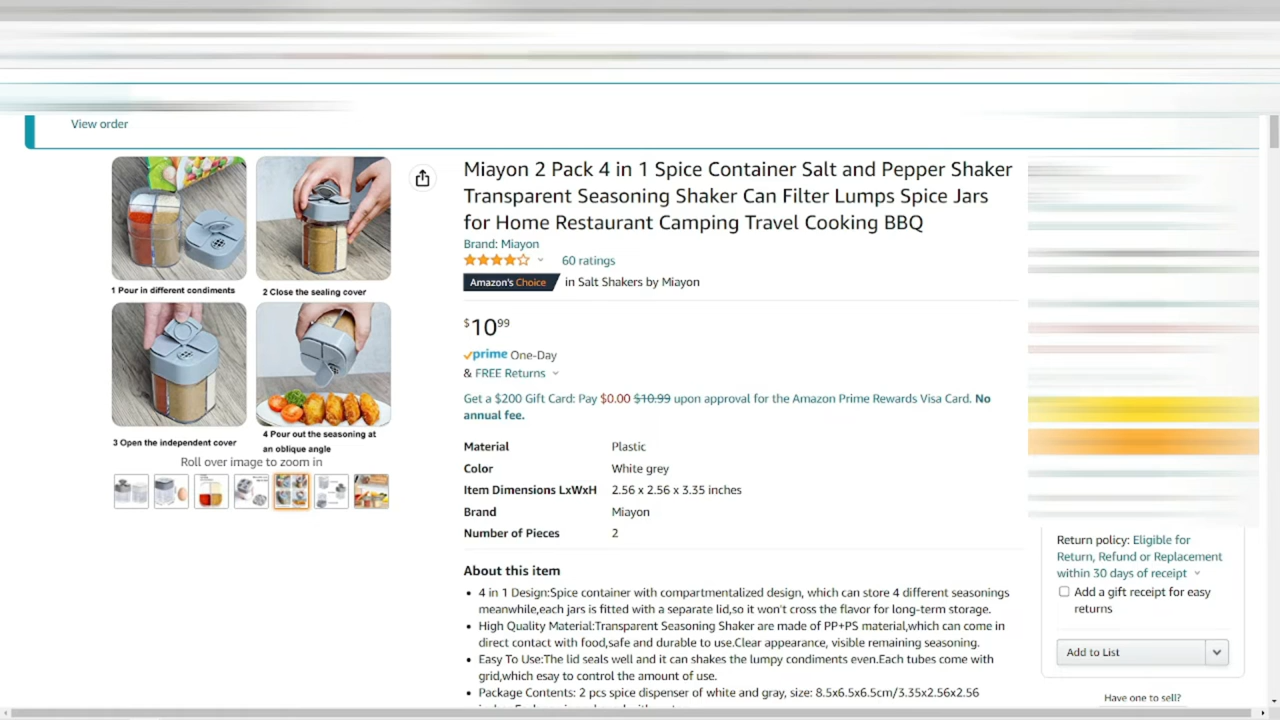 View order
Miayon 2 Pack 4 in 1 Spice Container Salt and Pepper Shaker
Transparent Seasoning Shaker Can Filter Lumps Spice Jars
for Home Restaurant Camping Travel Cooking BBQ
Brand: Miayon
60 ratings
Amazon's Choice in Salt Shakers by Miayon
1 Pour in different condiments
2 Close the sealing cover
3 Open the independent cover
4 Pour out the seasoning at
an oblique angle
Roll over image to zoom in
$10 99
prime One-Day
& FREE Returns
Get a $200 Gift Card: Pay $0.00 $10.99 upon approval for the Amazon Prime Rewards Visa Card. No
annual fee.
Material Plastic
Color White grey
Item Dimensions LxWxH 2.56 x 2.56 x 3.35 inches
Brand Miayon
Number of Pieces 2
About this item
• 4 in 1 Design:Spice container with compartmentalized design, which can store 4 different seasonings
meanwhile,each jars is fitted with a separate lid,so it won't cross the flavor for long-term storage.
• High Quality Material:Transparent Seasoning Shaker are made of PP+PS material,which can come in
direct contact with food,safe and durable to use.Clear appearance, visible remaining seasoning.
• Easy To Use:The lid seals well and it can shakes the lumpy condiments even.Each tubes come with
grid,which esay to control the amount of use.
• Package Contents: 2 pcs spice dispenser of white and gray, size: 8.5x6.5x6.5cm/3.35x2.56x2.56
Return policy: Eligible for
Return, Refund or Replacement
within 30 days of receipt
Add a gift receipt for easy
returns
Add to List
Have one to sell?